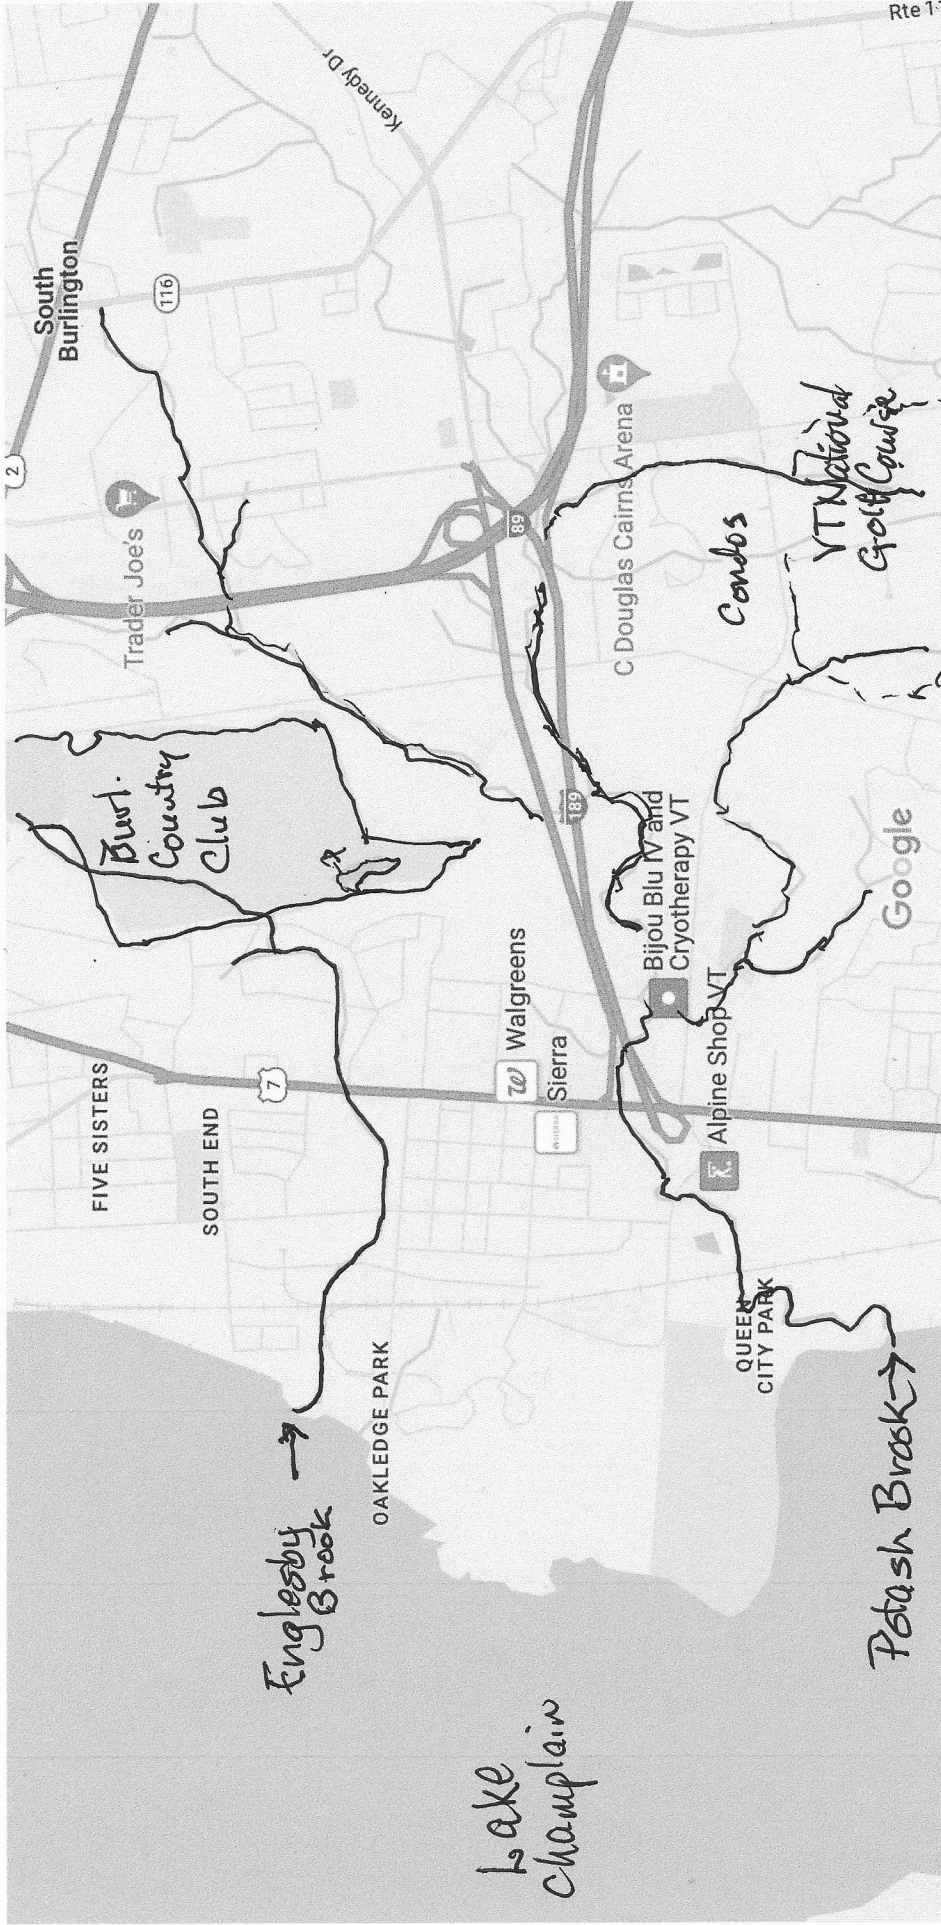 Rte 1
Kennedy Dr
South
Burlington
116
2
Trader Joe's
89
C Douglas Cairns Arena
VT National
Golf Course
Condos
Burl.
Country
Club
189
Bijou Blu IV and
Cryotherapy VT
Google
Walgreens
Sierra
Alpine Shop VT
FIVE SISTERS
7
SOUTH END
QUEEN
CITY PARK
OAKLEDGE PARK
Englesby
Brook
Potash Brook
Lake
Champlain